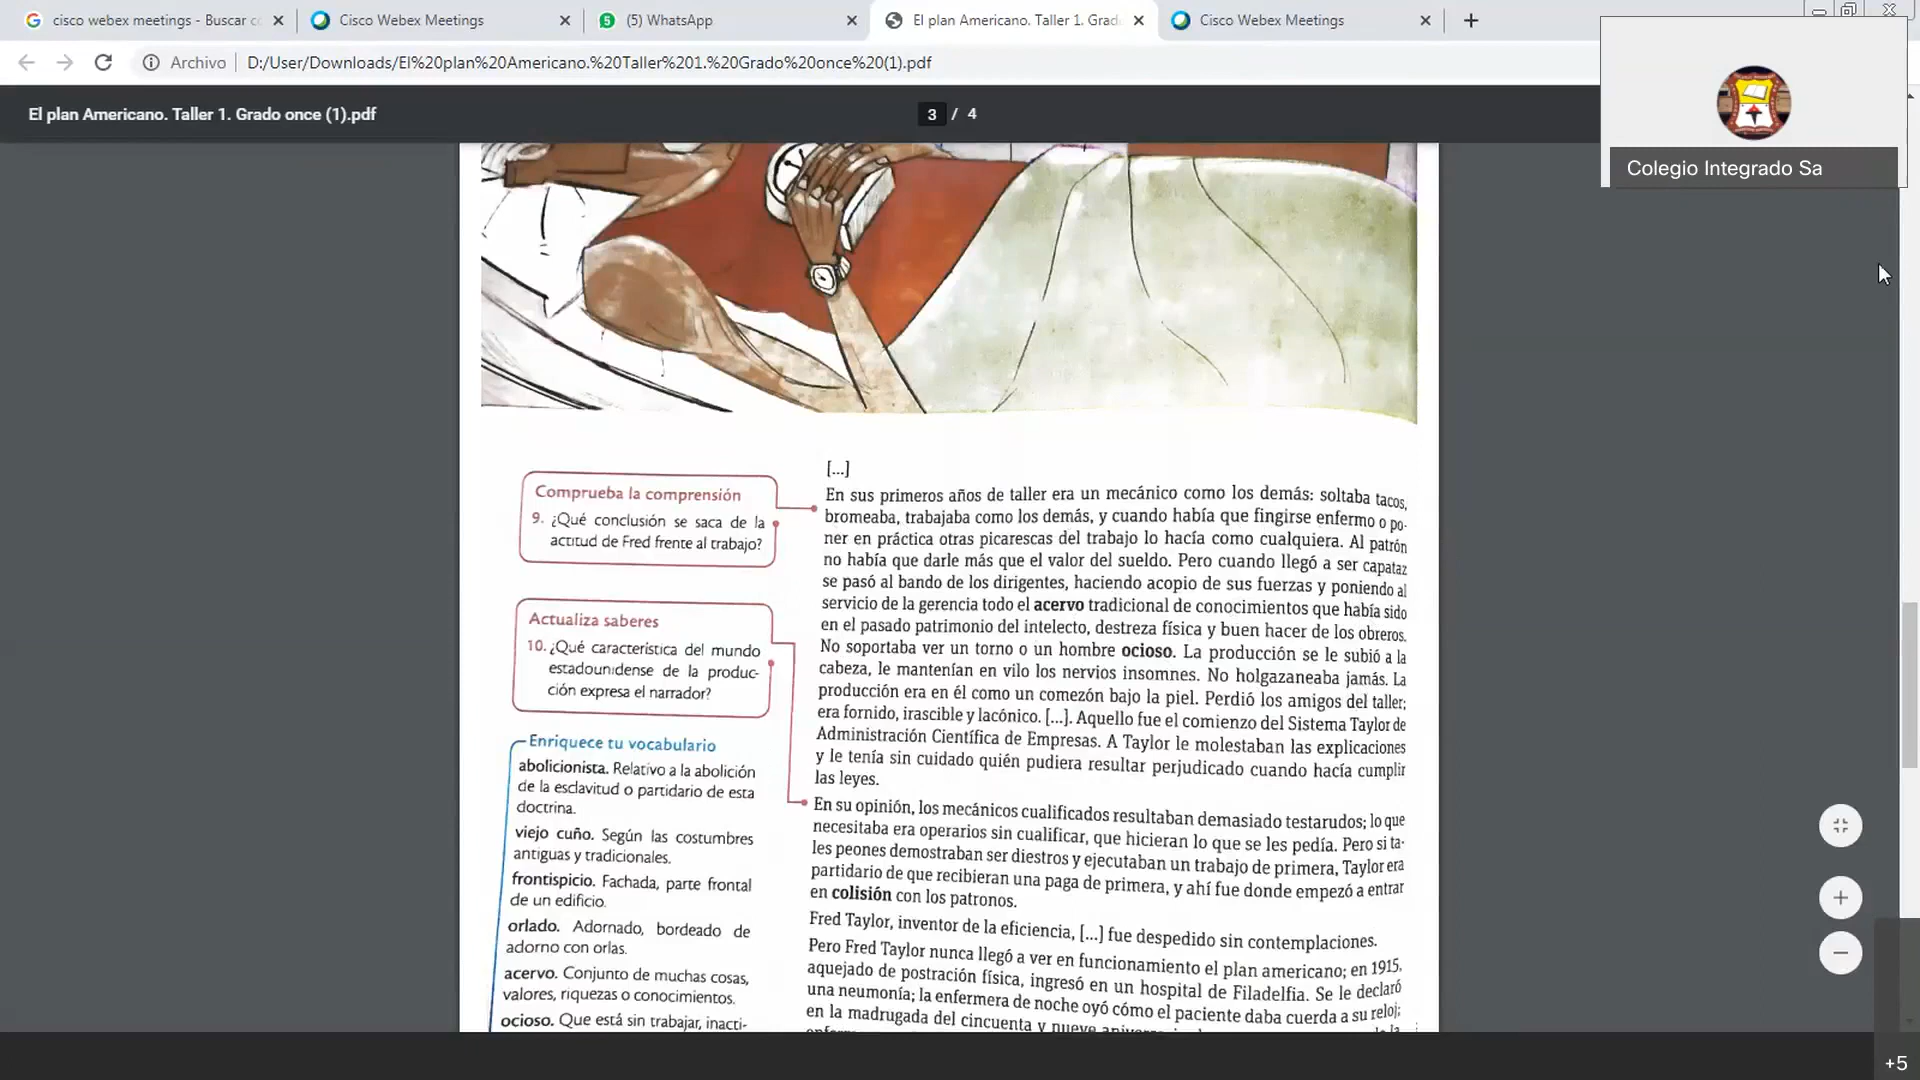 cisco webex meetings - Buscar c
Cisco Webex Meetings
(5) WhatsApp
El plan Americano. Taller 1. Grad
Cisco Webex Meetings
Archivo
D:/User/Downloads/El%20plan%20Americano.%20Taller%201.%20Grado%20once%20(1).pdf
El plan Americano. Taller 1. Grado once (1).pdf
3 / 4
Colegio Integrado Sa
Comprueba la comprensión
9. ¿Qué conclusión se saca de la
actitud de Fred frente al trabajo?
Actualiza saberes
10. ¿Qué característica del mundo
estadounidense de la produc-
ción expresa el narrador?
Enriquece tu vocabulario
abolicionista. Relativo a la abolición
de la esclavitud o partidario de esta
doctrina.
viejo cuño. Según las costumbres
antiguas y tradicionales.
frontispicio. Fachada, parte frontal
de un edificio.
orlado. Adornado, bordeado de
adorno con orlas.
acervo. Conjunto de muchas cosas,
valores, riquezas o conocimientos.
ocioso. Que está sin trabajar, inacti-
[...]
En sus primeros años de taller era un mecánico como los demás: soltaba tacos,
bromeaba, trabajaba como los demás, y cuando había que fingirse enfermo o po-
ner en práctica otras picarescas del trabajo lo hacía como cualquiera. Al patrón
no había que darle más que el valor del sueldo. Pero cuando llegó a ser capataz
se pasó al bando de los dirigentes, haciendo acopio de sus fuerzas y poniendo al
servicio de la gerencia todo el acervo tradicional de conocimientos que había sido
en el pasado patrimonio del intelecto, destreza física y buen hacer de los obreros.
No soportaba ver un torno o un hombre ocioso. La producción se le subió a la
cabeza, le mantenían en vilo los nervios insomnes. No holgazaneaba jamás. La
producción era en él como un comezón bajo la piel. Perdió los amigos del taller;
era fornido, irascible y lacónico. [...]. Aquello fue el comienzo del Sistema Taylor de
Administración Científica de Empresas. A Taylor le molestaban las explicaciones
y le tenía sin cuidado quién pudiera resultar perjudicado cuando hacía cumplir
las leyes.
En su opinión, los mecánicos cualificados resultaban demasiado testarudos; lo que
necesitaba era operarios sin cualificar, que hicieran lo que se les pedía. Pero si ta-
les peones demostraban ser diestros y ejecutaban un trabajo de primera, Taylor era
partidario de que recibieran una paga de primera, y ahí fue donde empezó a entrar
en colisión con los patronos.
Fred Taylor, inventor de la eficiencia, [...] fue despedido sin contemplaciones.
Pero Fred Taylor nunca llegó a ver en funcionamiento el plan americano; en 1915,
aquejado de postración física, ingresó en un hospital de Filadelfia. Se le declaró
una neumonía; la enfermera de noche oyó cómo el paciente daba cuerda a su reloj;
en la madrugada del cincuenta y nueve
+5